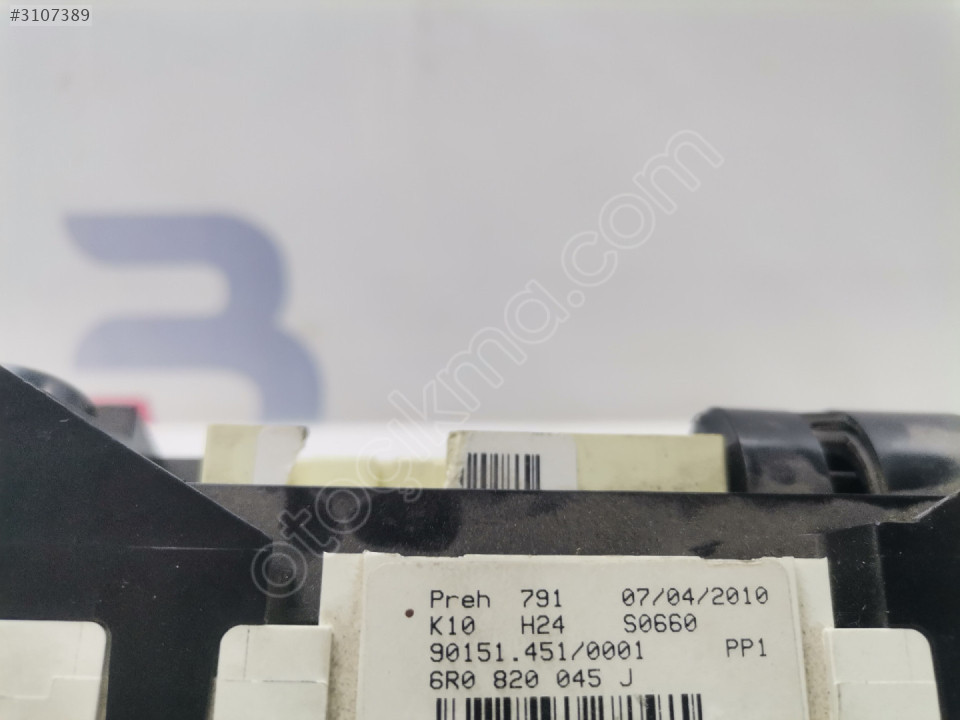 #3107389
otoçıkma.com
Preh 791 07/04/2010
K10 H24 S0660
90151.451/0001 PP1
6R0 820 045 J